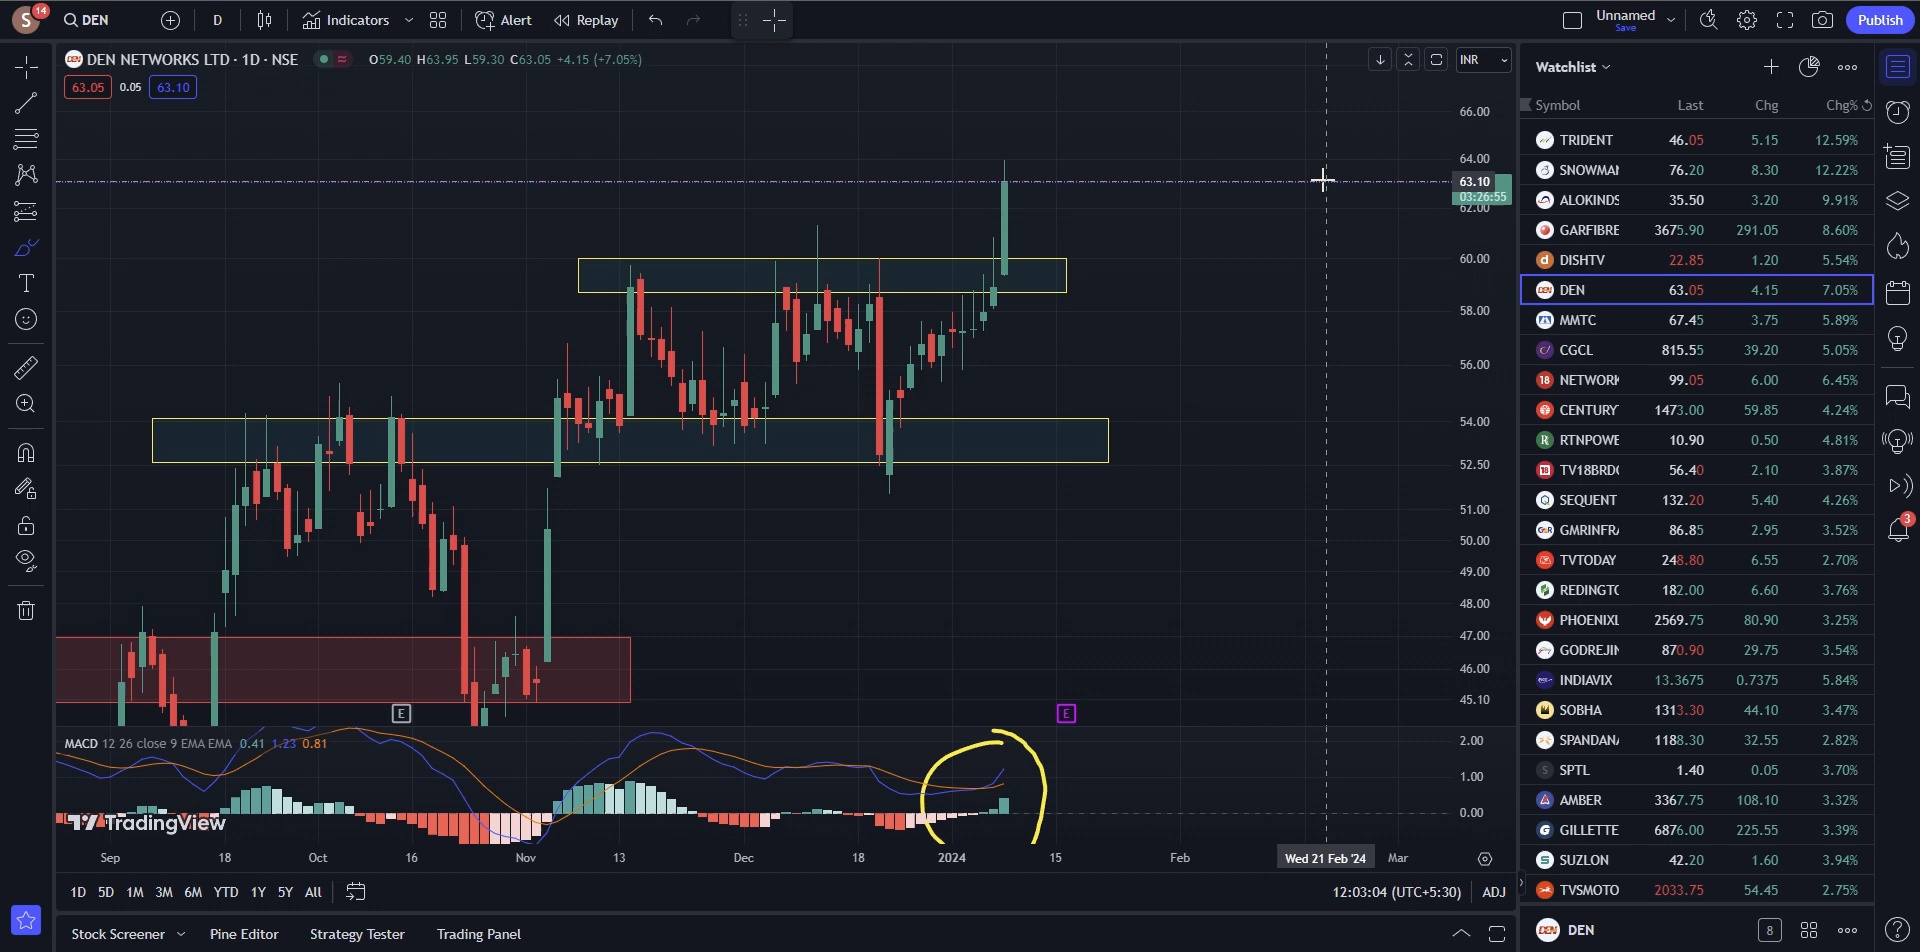 S 14 DEN D Indicators Alert Replay Unnamed Save Publish
DEN NETWORKS LTD · 1D · NSE O59.40 H63.95 L59.30 C63.05 +4.15 (+7.05%) INR
63.05 0.05 63.10
66.00
64.00
63.10
03:26:55
62.00
60.00
58.00
56.00
54.00
52.50
51.00
50.00
49.00
48.00
47.00
46.00
45.10
E E
MACD 12 26 close 9 EMA EMA 0.41 1.23 0.81
2.00
1.00
0.00
TradingView
Sep 18 Oct 16 Nov 13 Dec 18 2024 15 Feb Wed 21 Feb '24 Mar
1D 5D 1M 3M 6M YTD 1Y 5Y All 12:03:04 (UTC+5:30) ADJ
Stock Screener Pine Editor Strategy Tester Trading Panel
Watchlist
Symbol Last Chg Chg%
TRIDENT 46.05 5.15 12.59%
SNOWMAN 76.20 8.30 12.22%
ALOKINDS 35.50 3.20 9.91%
GARFIBRE 3675.90 291.05 8.60%
d DISHTV 22.85 1.20 5.54%
DEN DEN 63.05 4.15 7.05%
MMTC 67.45 3.75 5.89%
CGCL 815.55 39.20 5.05%
18 NETWORK 99.05 6.00 6.45%
CENTURY 1473.00 59.85 4.24%
R RTNPOWE 10.90 0.50 4.81%
18 TV18BRD 56.40 2.10 3.87%
SEQUENT 132.20 5.40 4.26%
GMR GMRINFRA 86.85 2.95 3.52%
TVTODAY 248.80 6.55 2.70%
REDINGTO 182.00 6.60 3.76%
PHOENIXL 2569.75 80.90 3.25%
GODREJIN 870.90 29.75 3.54%
INDIAVIX 13.3675 0.7375 5.84%
SOBHA 1313.30 44.10 3.47%
SPANDANA 1188.30 32.55 2.82%
S SPTL 1.40 0.05 3.70%
AMBER 3367.75 108.10 3.32%
G GILLETTE 6876.00 225.55 3.39%
SUZLON 42.20 1.60 3.94%
TVSMOTO 2033.75 54.45 2.75%
DEN DEN 8
3